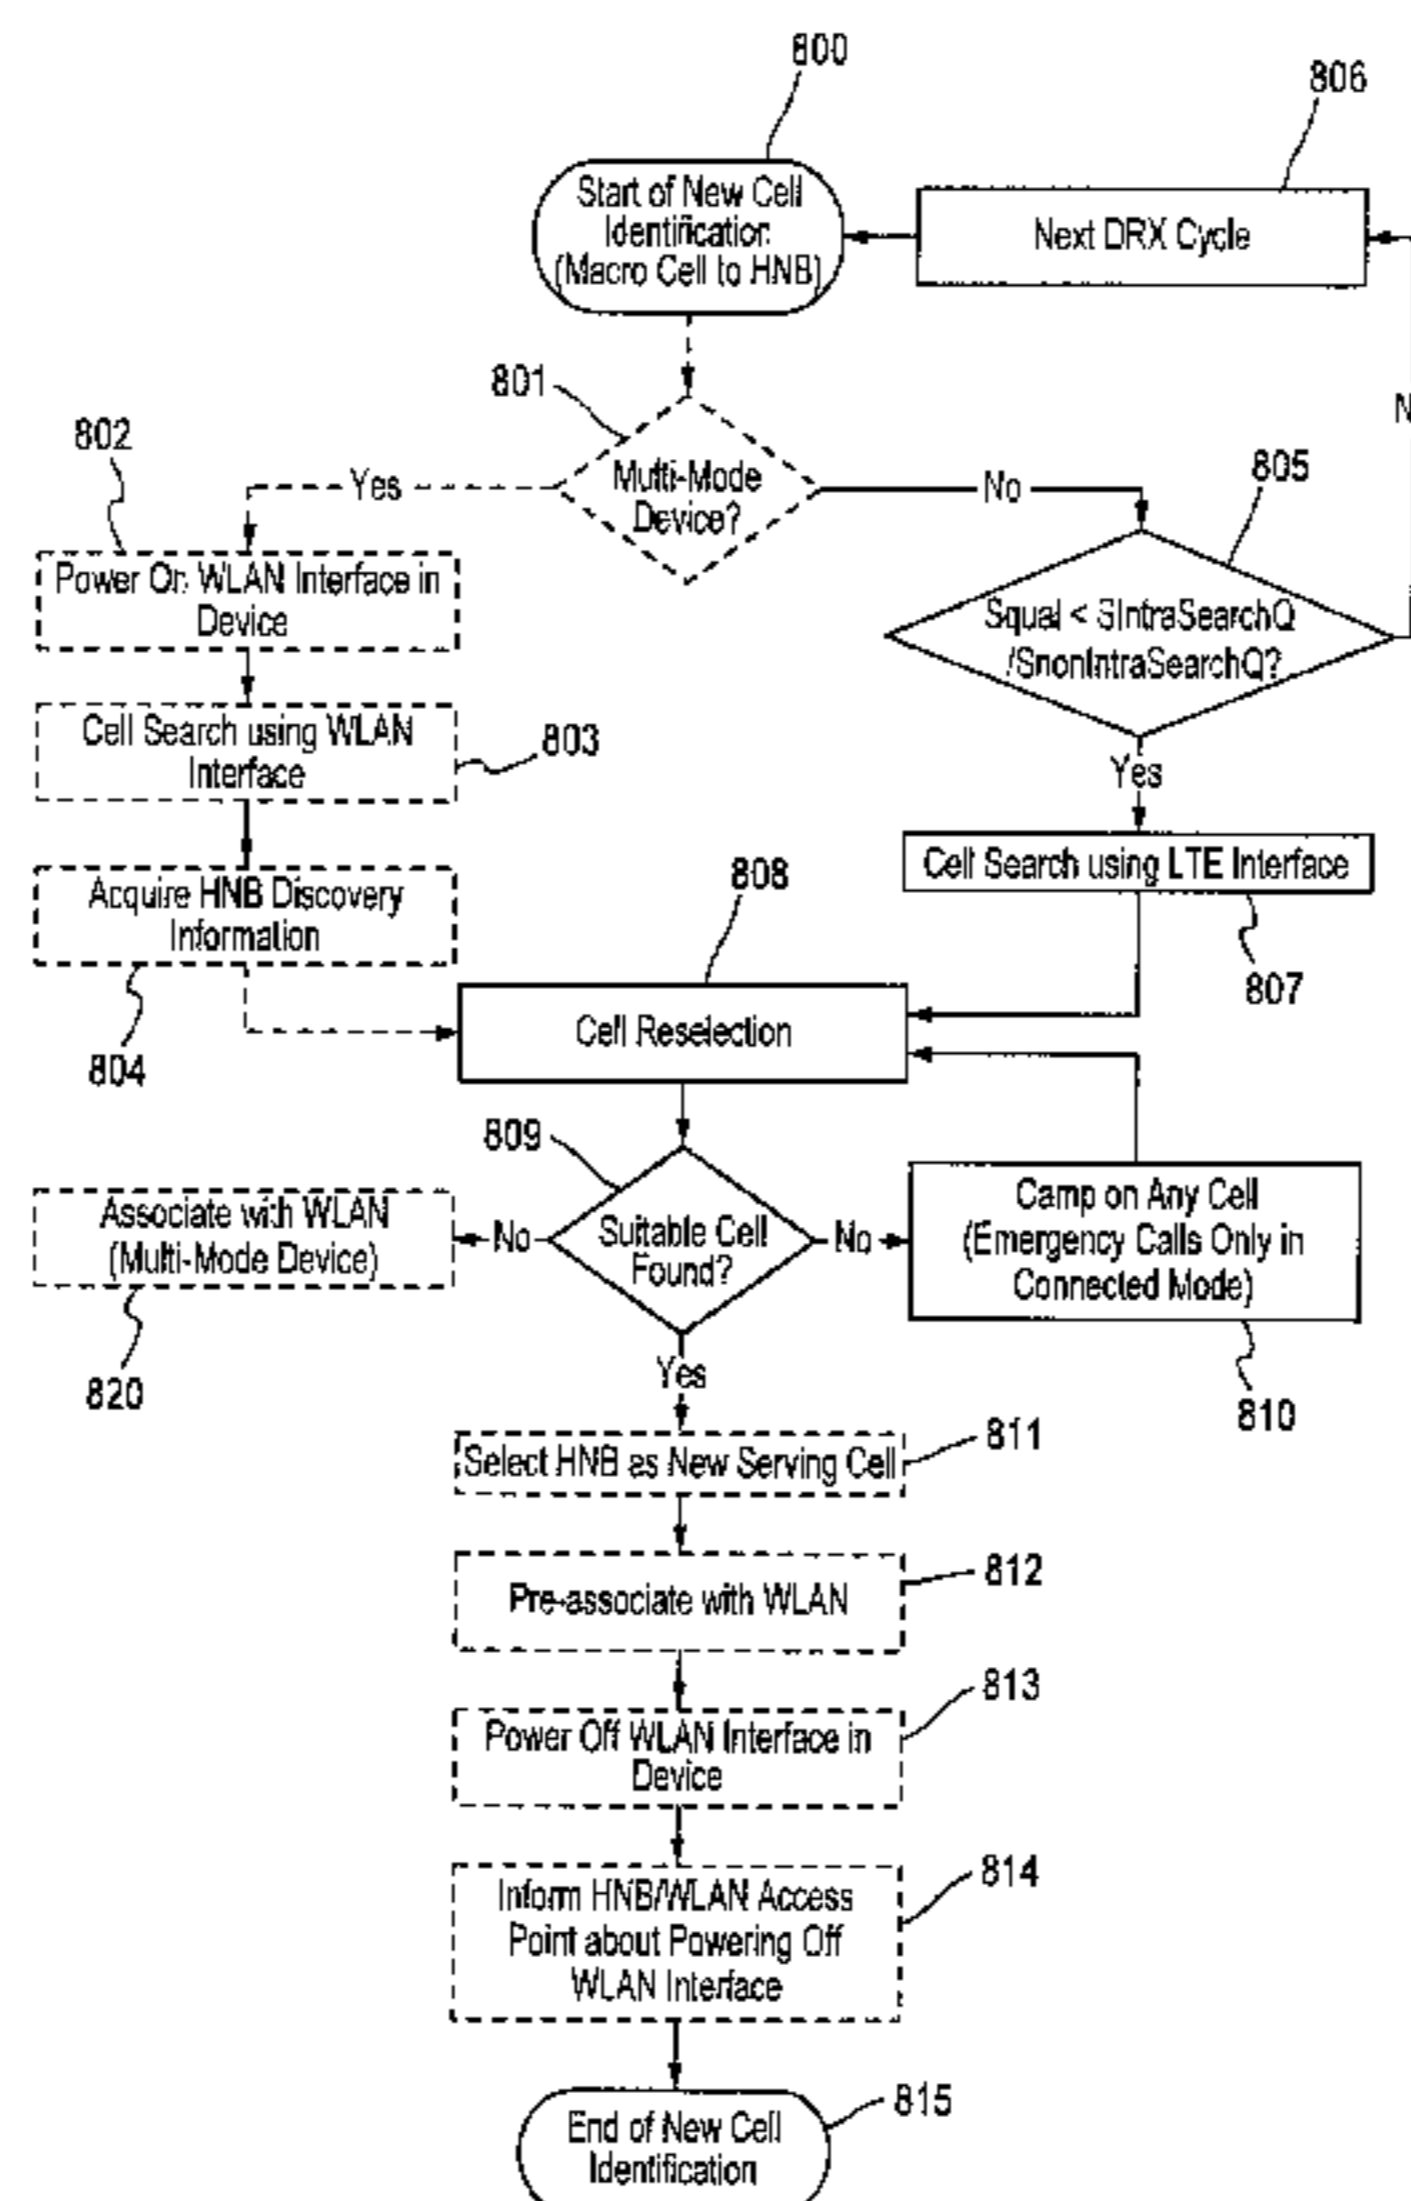 800
806
Start of New Cell
Identification
(Macro Cell to HNB)
Next DRX Cycle
801
802
Yes
Multi-Mode
Device?
No
805
Power On WLAN Interface in
Device
Squal < SIntraSearchQ
/SnonIntraSearchQ?
Cell Search using WLAN
Interface
803
Yes
Cell Search using LTE Interface
808
Acquire HNB Discovery
Information
807
804
Cell Reselection
809
Associate with WLAN
(Multi-Mode Device)
No
Suitable Cell
Found?
No
Camp on Any Cell
(Emergency Calls Only in
Connected Mode)
820
Yes
810
Select HNB as New Serving Cell
811
Pre-associate with WLAN
812
Power Off WLAN Interface in
Device
813
Inform HNB/WLAN Access
Point about Powering Off
WLAN Interface
814
End of New Cell
Identification
815